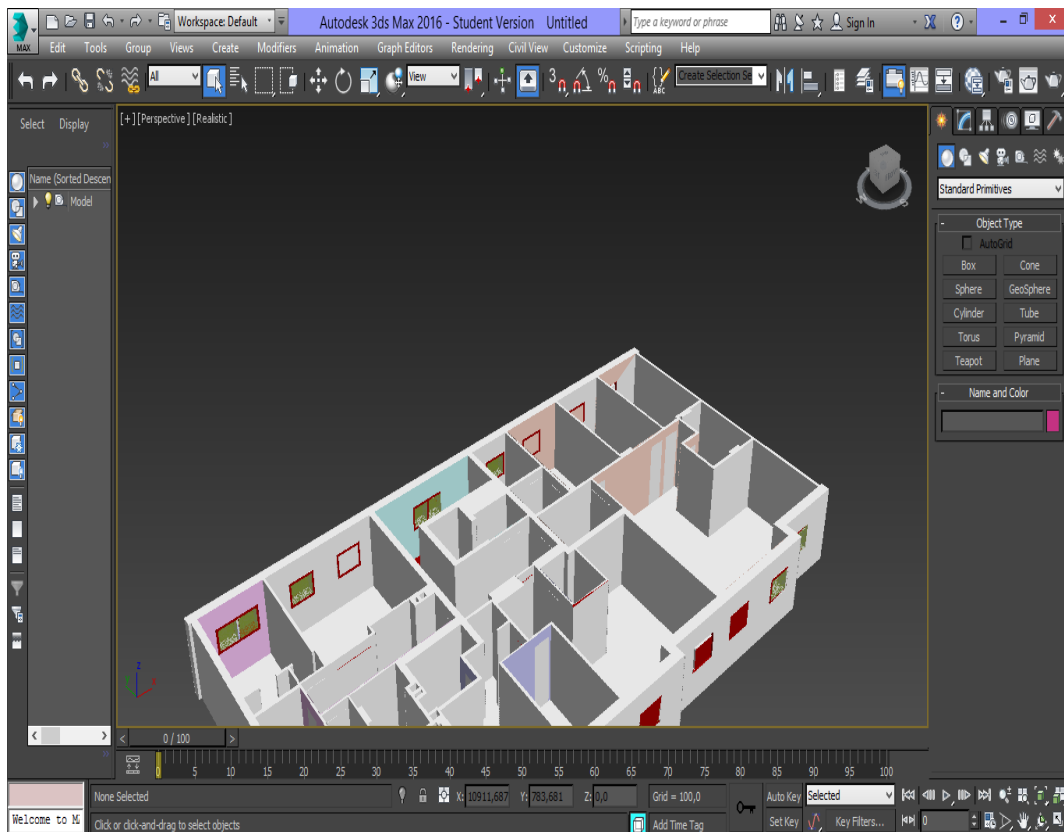 Workspace: Default
Autodesk 3ds Max 2016 - Student Version Untitled
Type a keyword or phrase
Sign In
MAX
Edit Tools Group Views Create Modifiers Animation Graph Editors Rendering Civil View Customize Scripting Help
All
View
3
%
ABC
Create Selection Se
Select Display
[+] [Perspective] [Realistic]
Name (Sorted Descen
Model
Standard Primitives
- Object Type
AutoGrid
Box Cone
Sphere GeoSphere
Cylinder Tube
Torus Pyramid
Teapot Plane
- Name and Color
z
x
< 0 / 100 >
0 5 10 15 20 25 30 35 40 45 50 55 60 65 70 75 80 85 90 95 100
None Selected
X: 10911,687 Y: 783,681 Z: 0,0
Grid = 100,0
Auto Key Selected
Welcome to M
Click or click-and-drag to select objects
Add Time Tag
Set Key Key Filters...
0